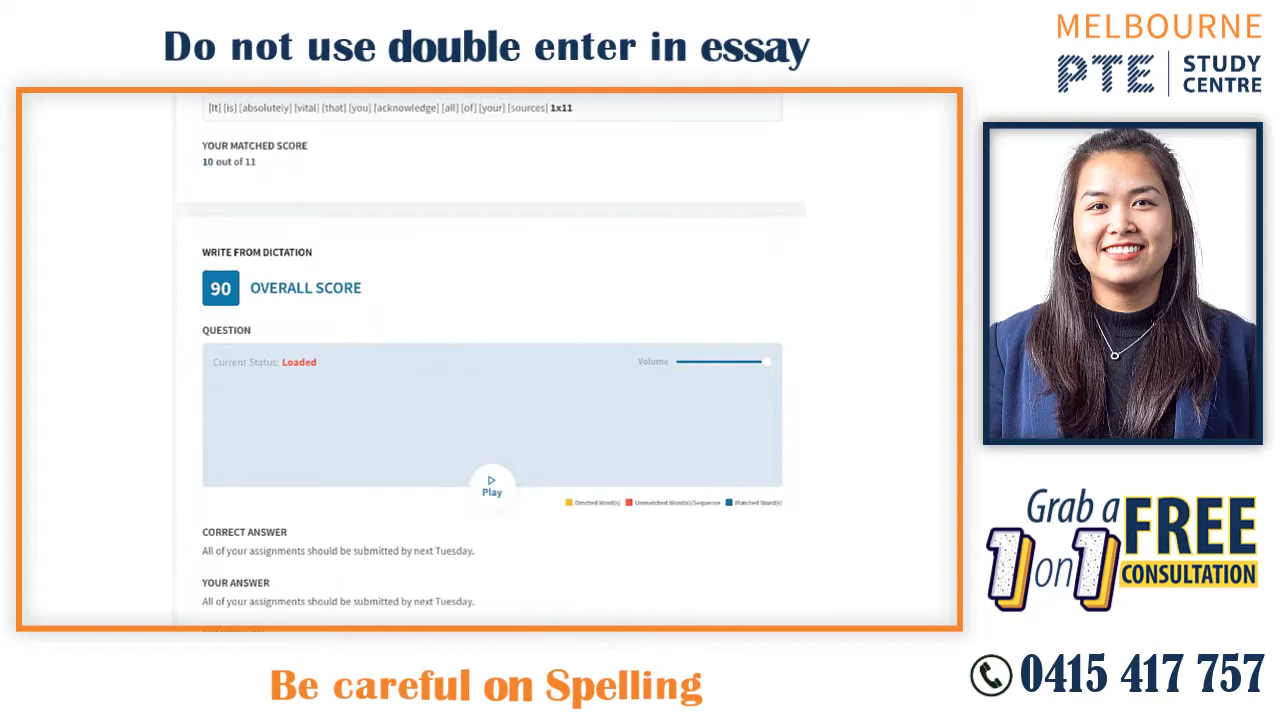 Do not use double enter in essay
MELBOURNE
PTE STUDY CENTRE
[It] [is] [absolutely] [vital] [that] [you] [acknowledge] [all] [of] [your] [sources] 1x11
YOUR MATCHED SCORE
10 out of 11
WRITE FROM DICTATION
90 OVERALL SCORE
QUESTION
Current Status: Loaded
Volume
Play
Omitted Word(s) Unmatched Word(s)/Sequence Matched Word(s)
CORRECT ANSWER
All of your assignments should be submitted by next Tuesday.
YOUR ANSWER
All of your assignments should be submitted by next Tuesday.
Grab a FREE
1 on 1 CONSULTATION
Be careful on Spelling
0415 417 757